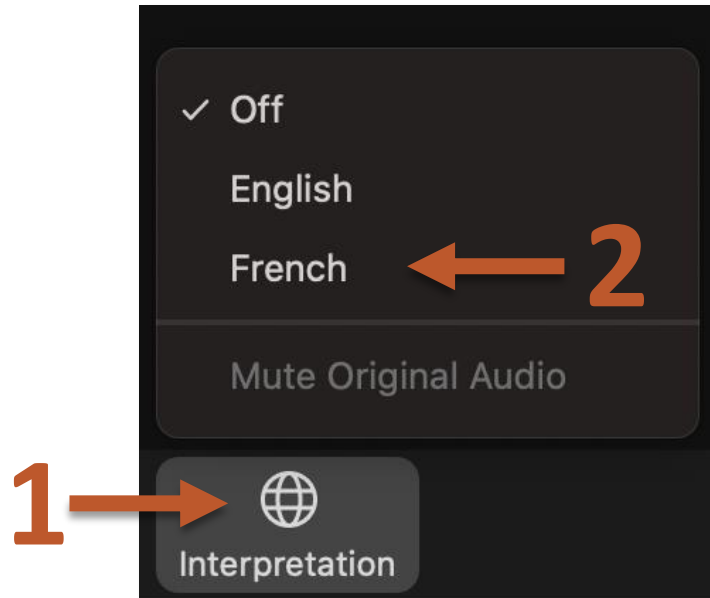 Off
English
French
2
Mute Original Audio
1
Interpretation